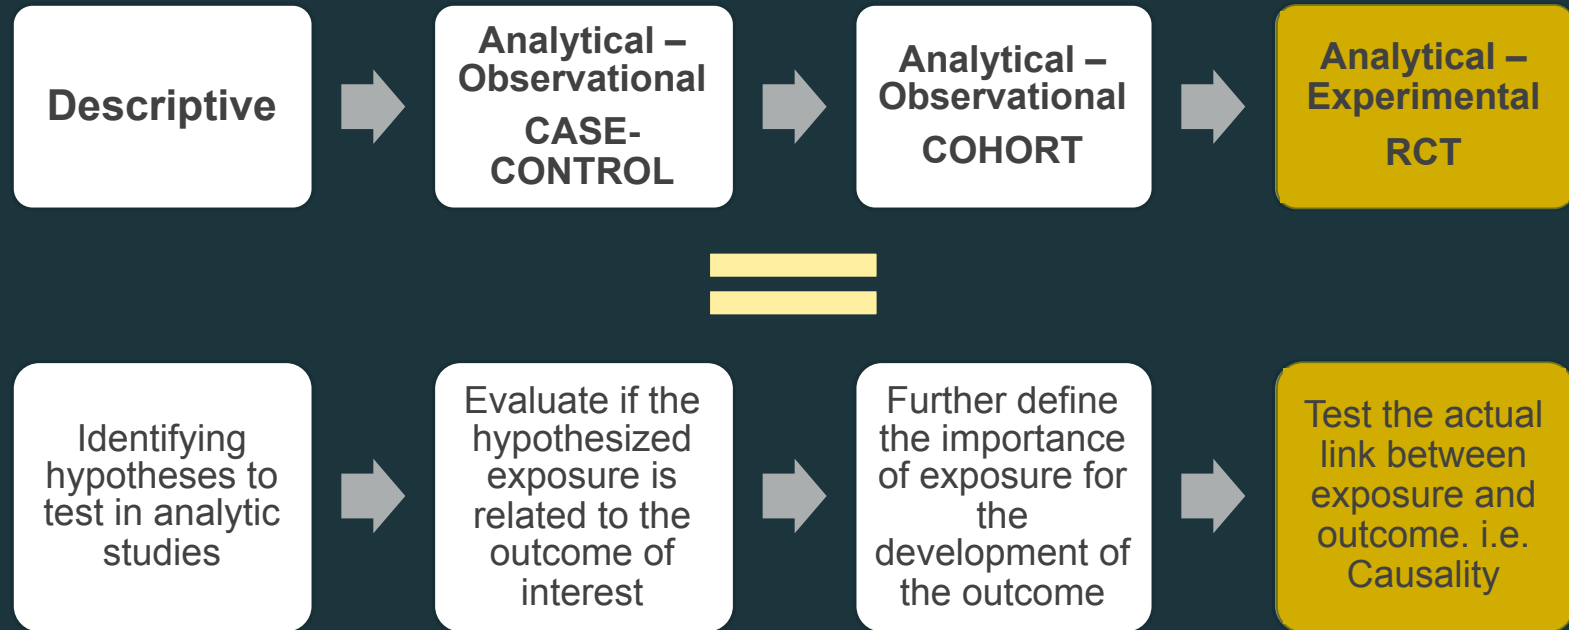 Descriptive
Analytical –
Observational
CASE-
CONTROL
Analytical –
Observational
COHORT
Analytical –
Experimental
RCT
Identifying
hypotheses to
test in analytic
studies
Evaluate if the
hypothesized
exposure is
related to the
outcome of
interest
Further define
the importance
of exposure for
the
development of
the outcome
Test the actual
link between
exposure and
outcome. i.e.
Causality